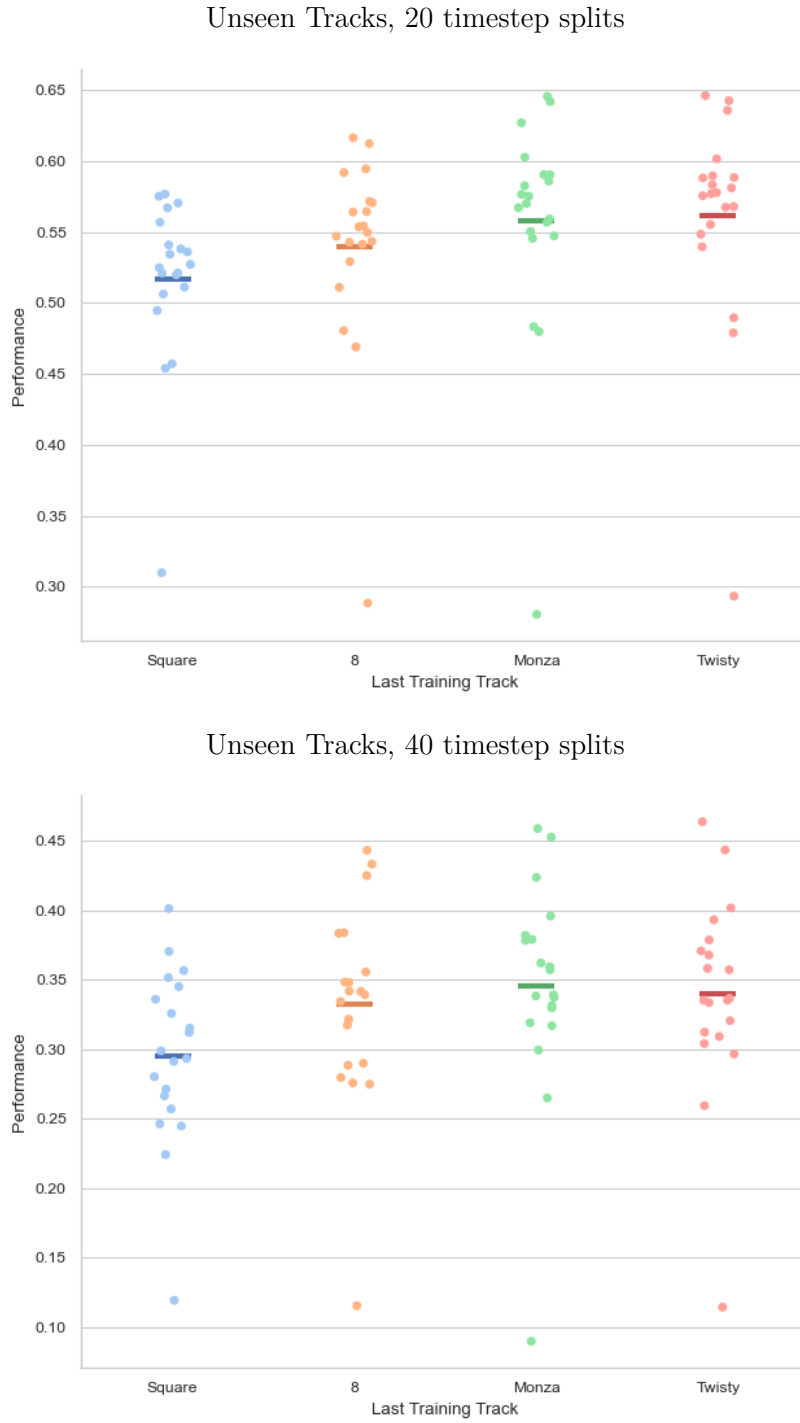 Unseen Tracks, 20 timestep splits
0.65
0.60
0.55
0.50
0.45
0.40
0.35
0.30
Performance
Square 8 Monza Twisty
Last Training Track
Unseen Tracks, 40 timestep splits
0.45
0.40
0.35
0.30
0.25
0.20
0.15
0.10
Performance
Square 8 Monza Twisty
Last Training Track